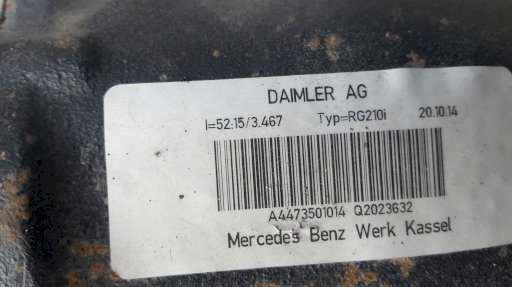 DAIMLER AG
I=52:15/3.467 Typ=RG210i 20.10.14
A4473501014 Q2023632
Mercedes Benz Werk Kassel